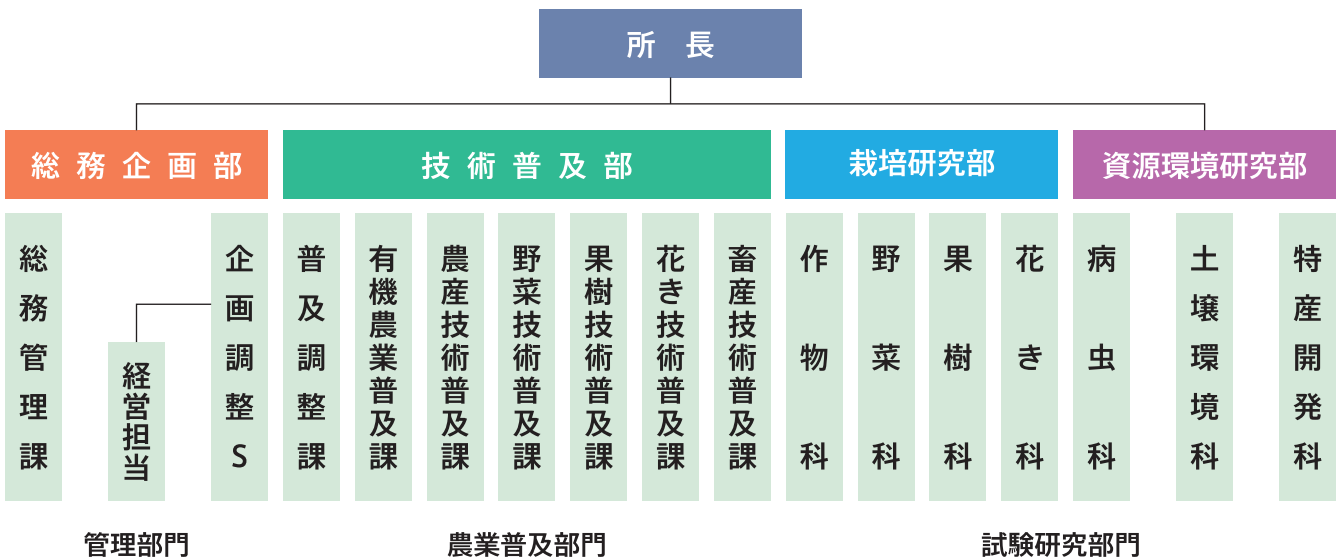 所長
総務企画部
技術普及部
栽培研究部
資源環境研究部
総務管理課
経営担当
企画調整S
普及調整課
有機農業普及課
農産技術普及課
野菜技術普及課
果樹技術普及課
花き技術普及課
畜産技術普及課
作物科
野菜科
果樹科
花き科
病虫科
土壌環境科
特産開発科
管理部門
農業普及部門
試験研究部門